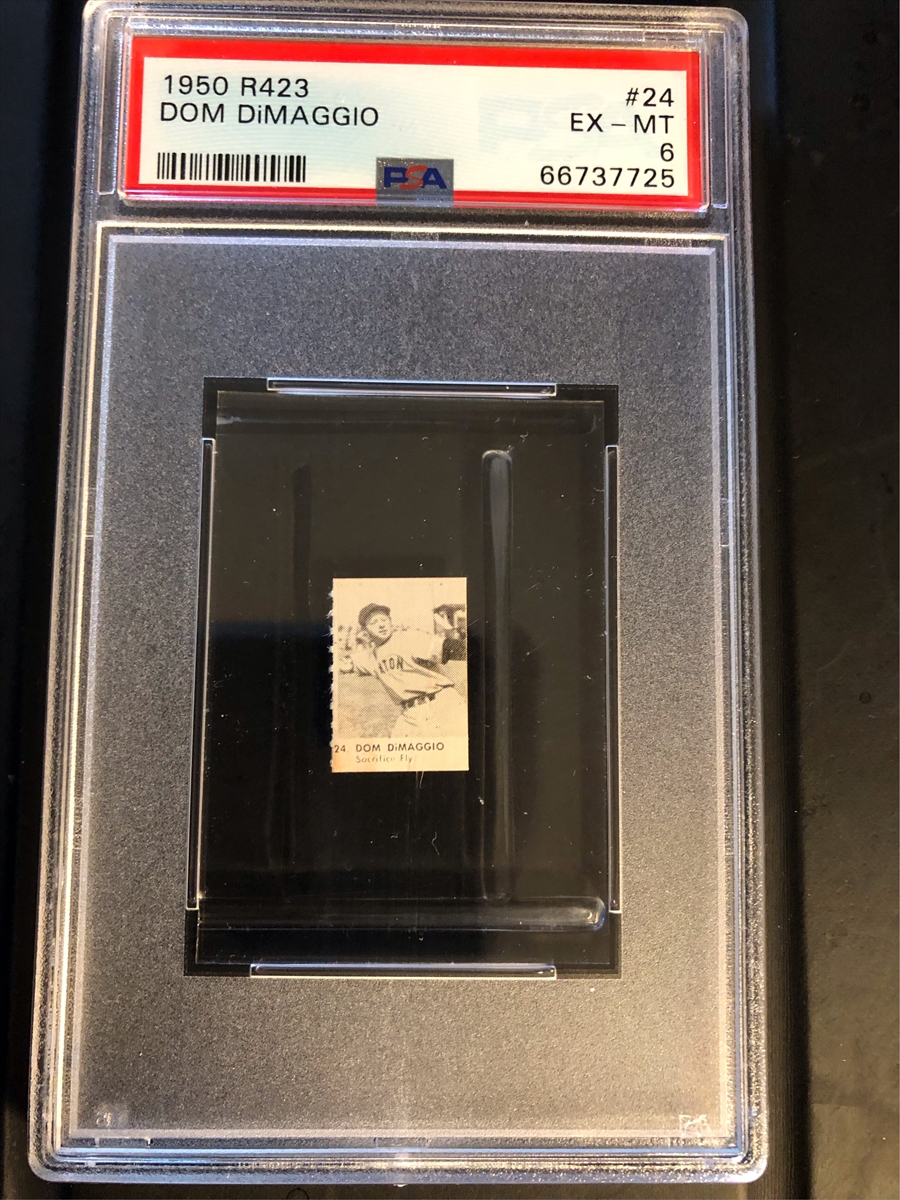 1950 R423
DOM DiMAGGIO
#24
EX – MT
6
66737725
PSA
24 DOM DiMAGGIO
Sacrifice Fly